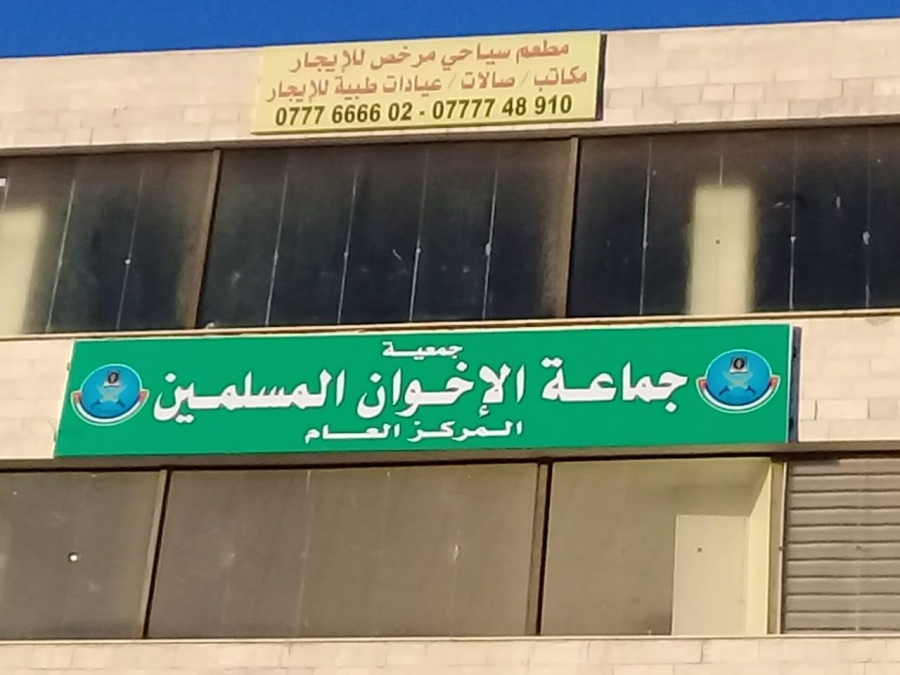 مطعم سياحي مرخص للإيجار
مكاتب / صالات / عيادات طبية للإيجار
0777 6666 02 - 07777 48 910
جمعية
جماعة الإخوان المسلمين
المركز العام